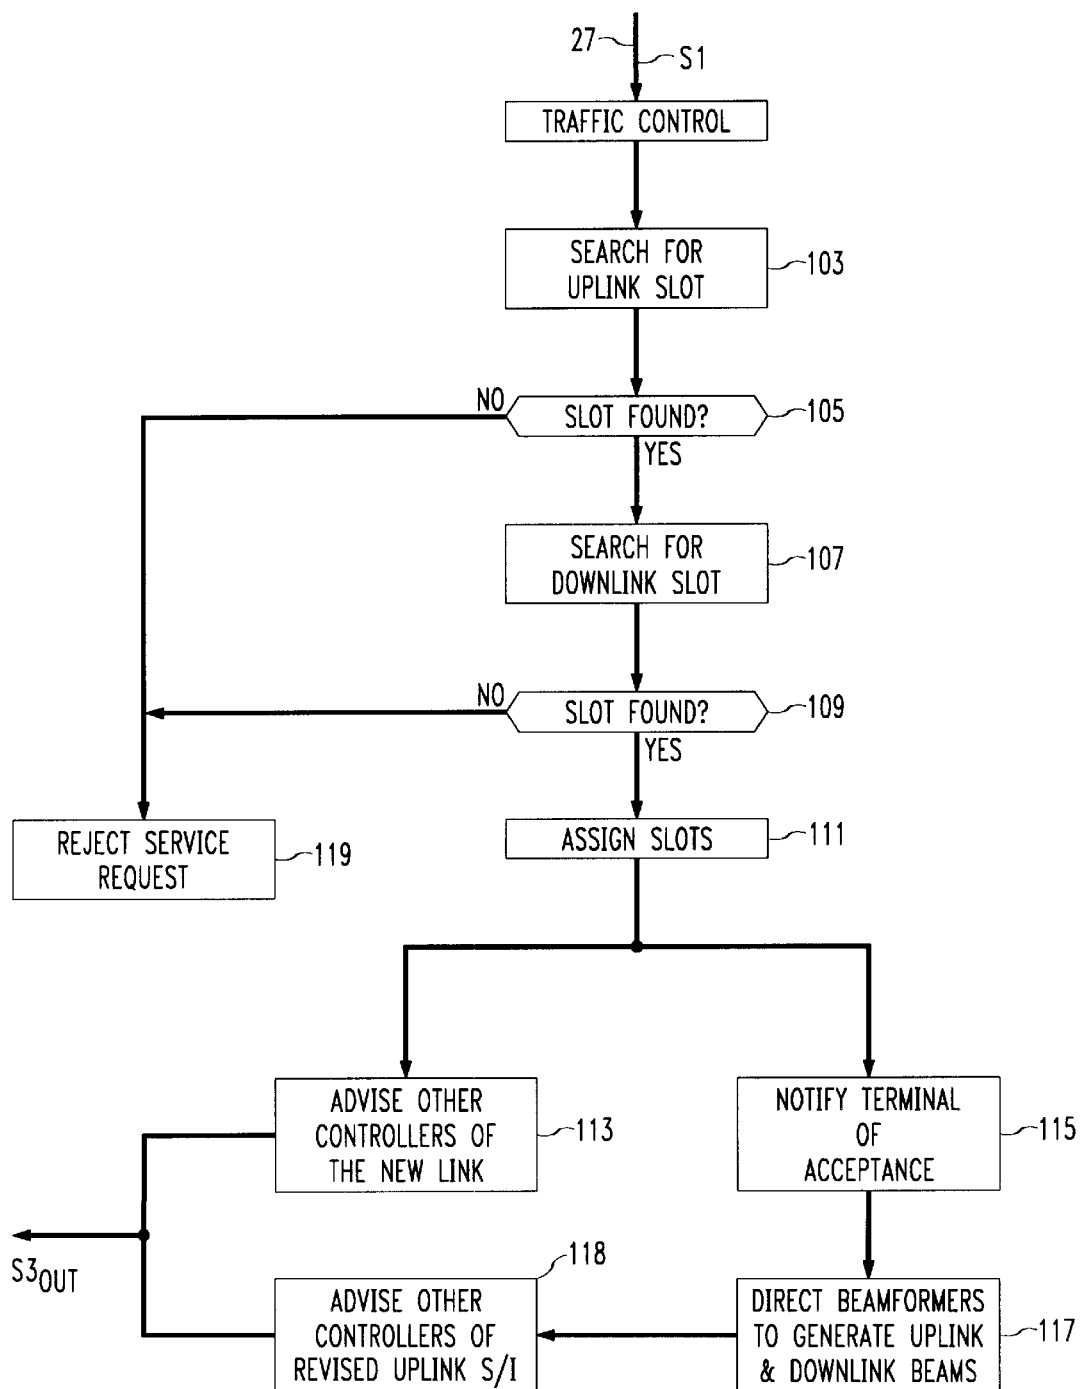 27
S1
TRAFFIC CONTROL
SEARCH FOR
UPLINK SLOT
103
NO
SLOT FOUND?
105
YES
SEARCH FOR
DOWNLINK SLOT
107
NO
SLOT FOUND?
109
YES
ASSIGN SLOTS
111
REJECT SERVICE
REQUEST
119
ADVISE OTHER
CONTROLLERS OF
THE NEW LINK
113
NOTIFY TERMINAL
OF
ACCEPTANCE
115
S3OUT
118
ADVISE OTHER
CONTROLLERS OF
REVISED UPLINK S/I
DIRECT BEAMFORMERS
TO GENERATE UPLINK
& DOWNLINK BEAMS
117